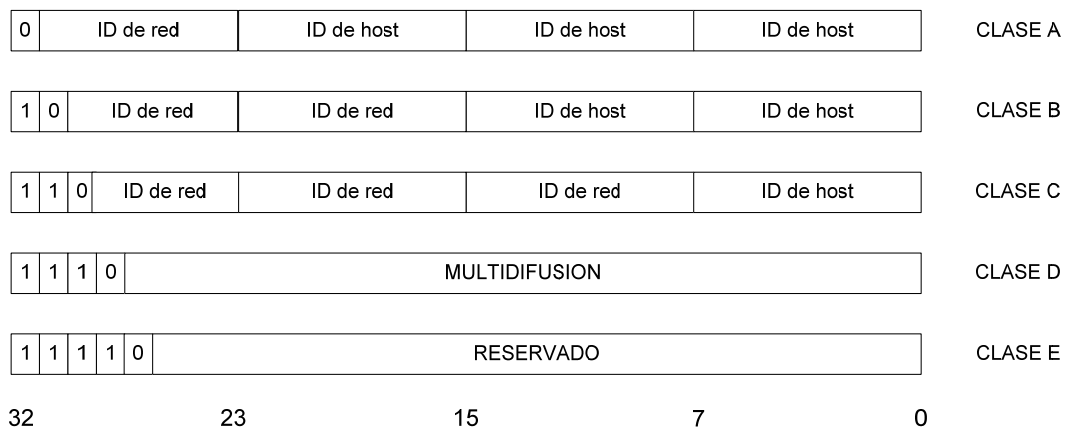 0 ID de red ID de host ID de host ID de host CLASE A
1 0 ID de red ID de red ID de host ID de host CLASE B
1 1 0 ID de red ID de red ID de red ID de host CLASE C
1 1 1 0 MULTIDIFUSION CLASE D
1 1 1 1 0 RESERVADO CLASE E
32 23 15 7 0